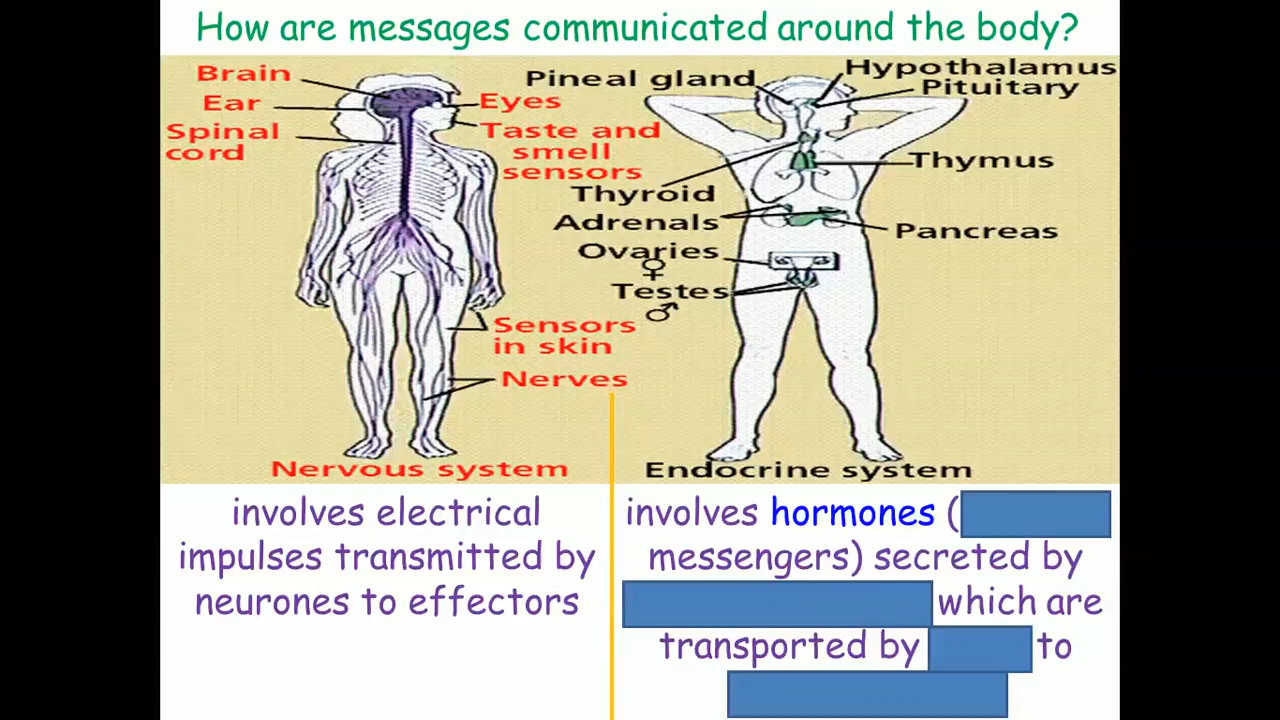 How are messages communicated around the body?
Brain
Ear
Spinal
cord
Eyes
Taste and
smell
sensors
Sensors
in skin
Nerves
Nervous system
Pineal gland
Hypothalamus
Pituitary
Thymus
Thyroid
Adrenals
Pancreas
Ovaries
♀
Testes
♂
Endocrine system
involves electrical
impulses transmitted by
neurones to effectors
involves hormones (
messengers) secreted by
which are
transported by to